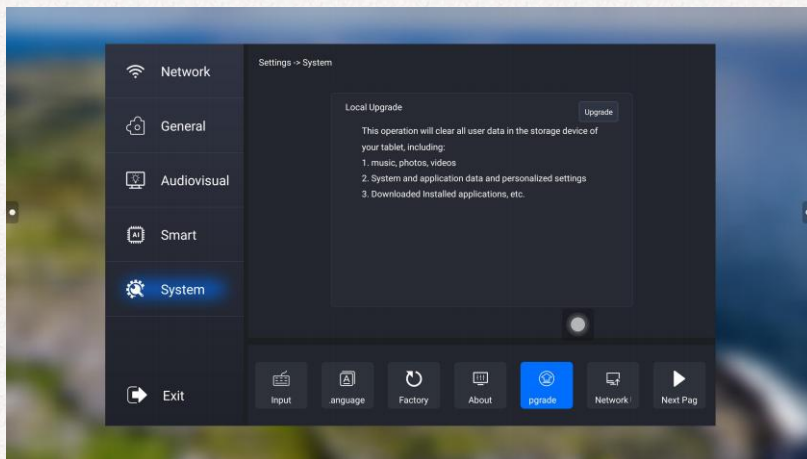 Network
General
Audiovisual
AI
Smart
System
Exit
Settings -> System
Local Upgrade
Upgrade
This operation will clear all user data in the storage device of
your tablet, including:
1. music, photos, videos
2. System and application data and personalized settings
3. Downloaded Installed applications, etc.
Input
A
anguage
Factory
About
pgrade
Network
Next Pag